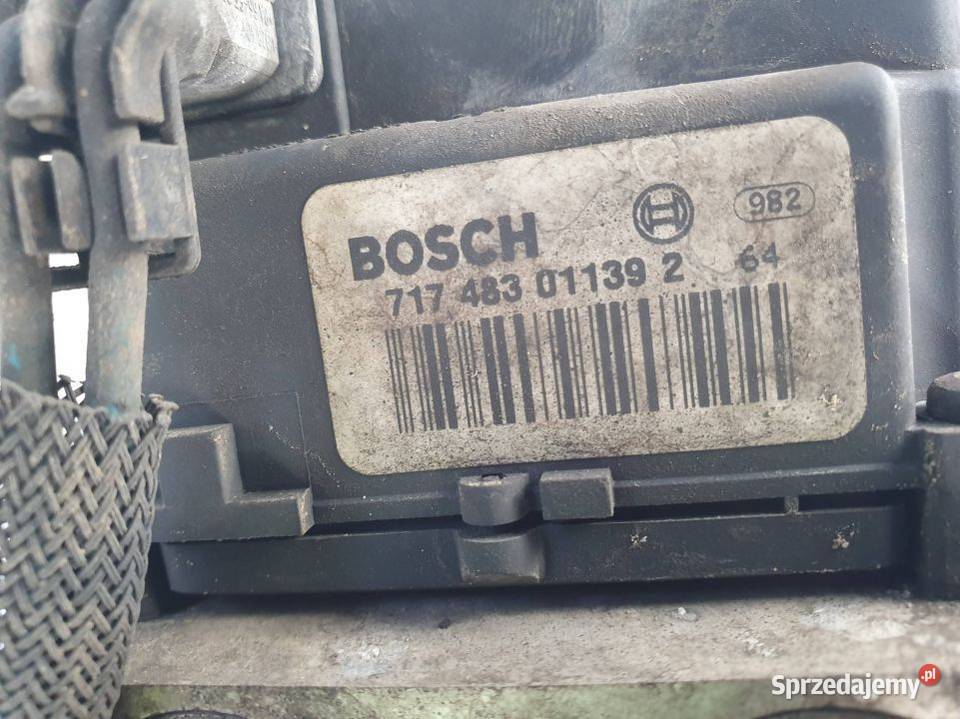 BOSCH
982
717 483 01139 2 64
Sprzedajemy.pl